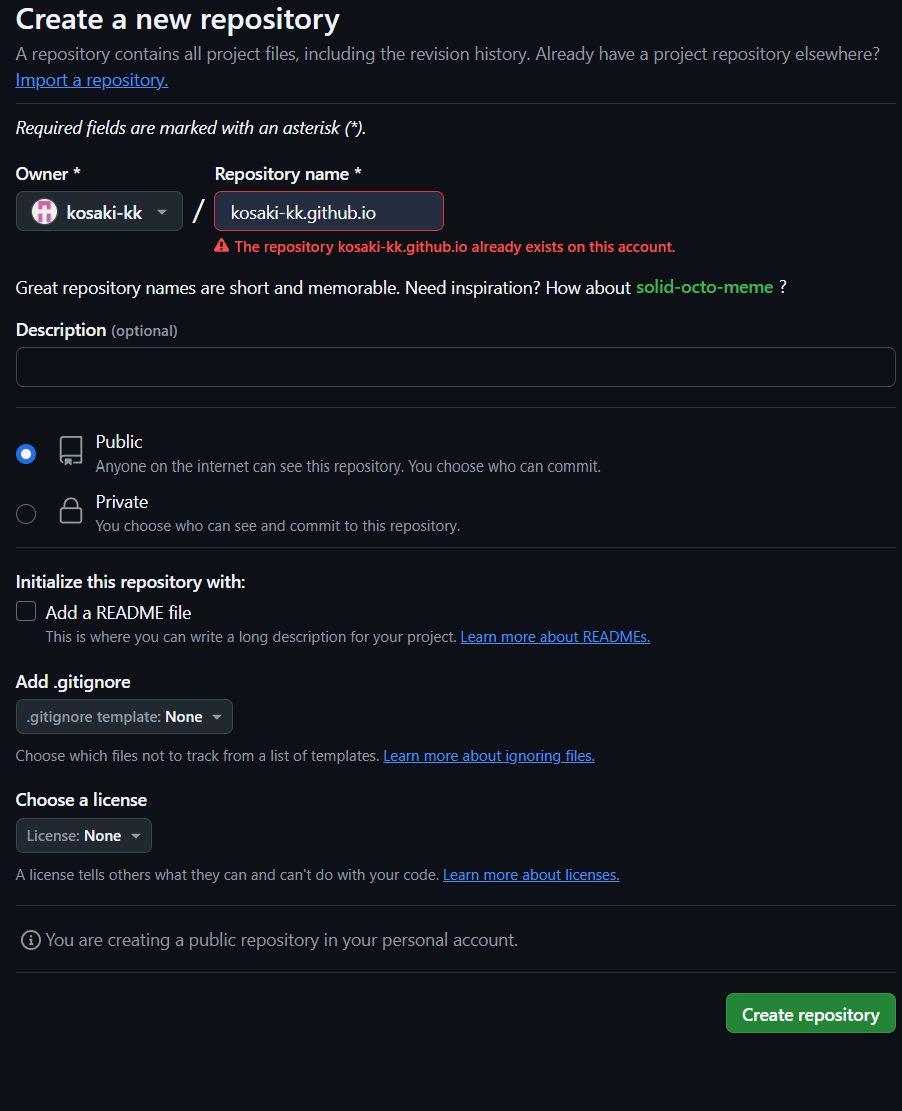 Create a new repository
A repository contains all project files, including the revision history. Already have a project repository elsewhere?
Import a repository.
Required fields are marked with an asterisk (*).
Owner *
Repository name *
kosaki-kk
/
kosaki-kk.github.io
The repository kosaki-kk.github.io already exists on this account.
Great repository names are short and memorable. Need inspiration? How about solid-octo-meme ?
Description (optional)
Public
Anyone on the internet can see this repository. You choose who can commit.
Private
You choose who can see and commit to this repository.
Initialize this repository with:
Add a README file
This is where you can write a long description for your project. Learn more about READMEs.
Add .gitignore
.gitignore template: None
Choose which files not to track from a list of templates. Learn more about ignoring files.
Choose a license
License: None
A license tells others what they can and can't do with your code. Learn more about licenses.
You are creating a public repository in your personal account.
Create repository